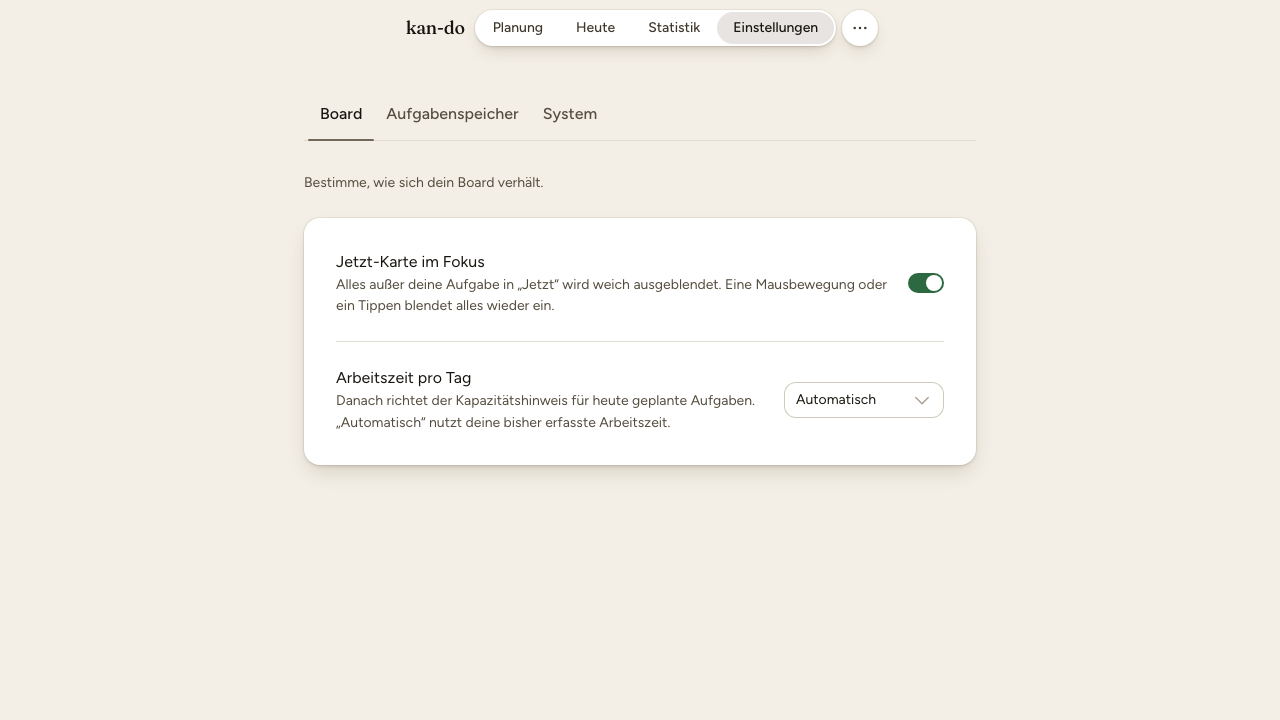 kan-do
Planung
Heute
Statistik
Einstellungen
Board
Aufgabenspeicher
System
Bestimme, wie sich dein Board verhält.
Jetzt-Karte im Fokus
Alles außer deine Aufgabe in „Jetzt“ wird weich ausgeblendet. Eine Mausbewegung oder
ein Tippen blendet alles wieder ein.
Arbeitszeit pro Tag
Danach richtet der Kapazitätshinweis für heute geplante Aufgaben.
„Automatisch“ nutzt deine bisher erfasste Arbeitszeit.
Automatisch